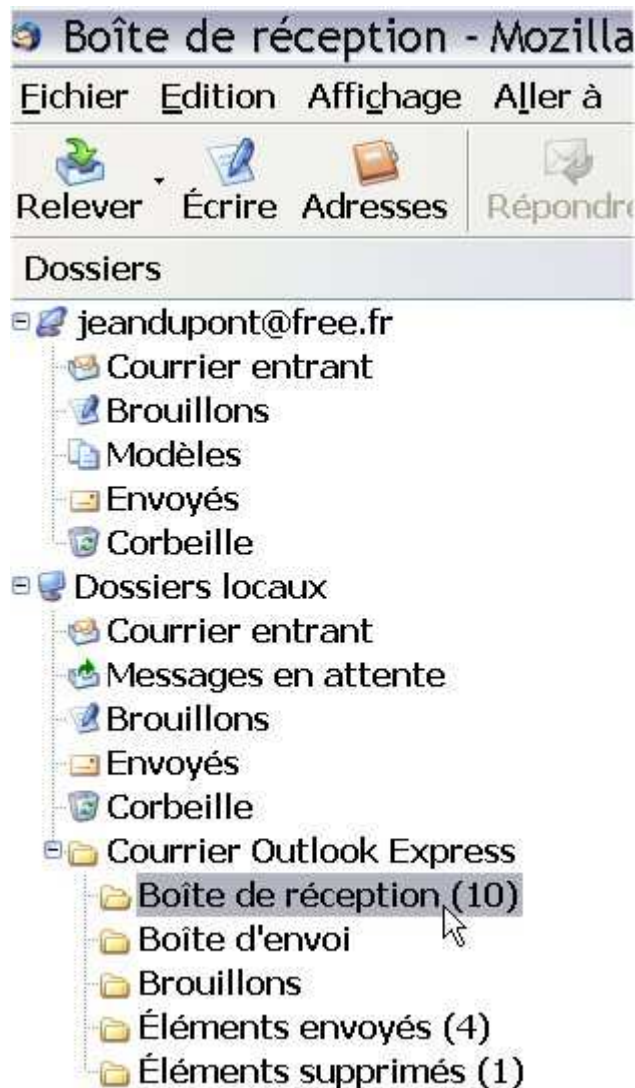 Boîte de réception - Mozilla
Fichier Edition Affichage Aller à
Relever Écrire Adresses Répondre
Dossiers
jeandupont@free.fr
Courrier entrant
Brouillons
Modèles
Envoyés
Corbeille
Dossiers locaux
Courrier entrant
Messages en attente
Brouillons
Envoyés
Corbeille
Courrier Outlook Express
Boîte de réception (10)
Boîte d'envoi
Brouillons
Éléments envoyés (4)
Éléments supprimés (1)